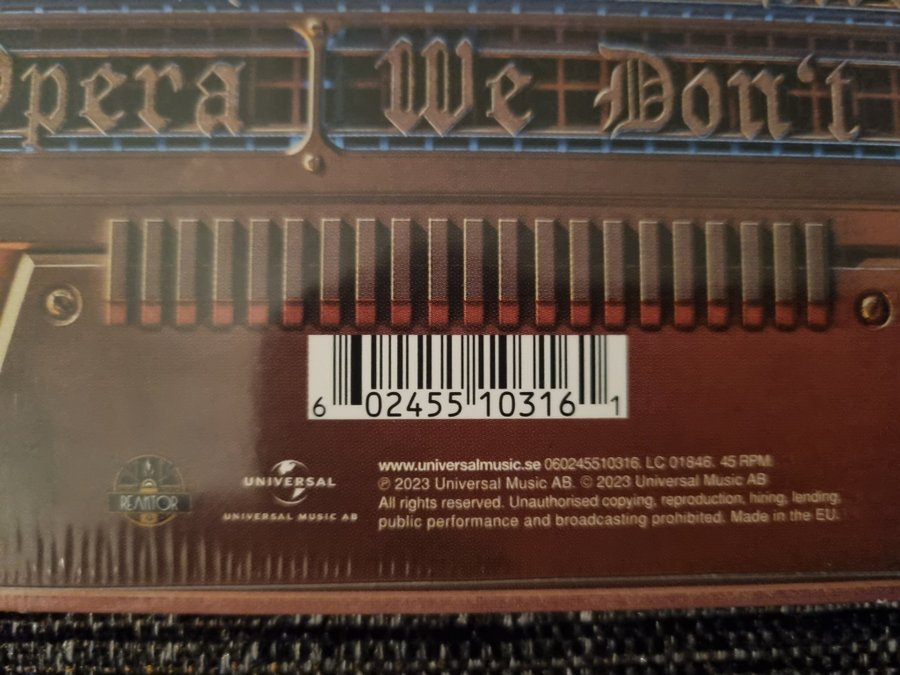 Opera | We Don't
6 02455 10316 1
REAKTOR
UNIVERSAL
UNIVERSAL MUSIC AB
www.universalmusic.se 060245510316. LC 01846. 45 RPM.
℗ 2023 Universal Music AB. © 2023 Universal Music AB
All rights reserved. Unauthorised copying, reproduction, hiring, lending,
public performance and broadcasting prohibited. Made in the EU.